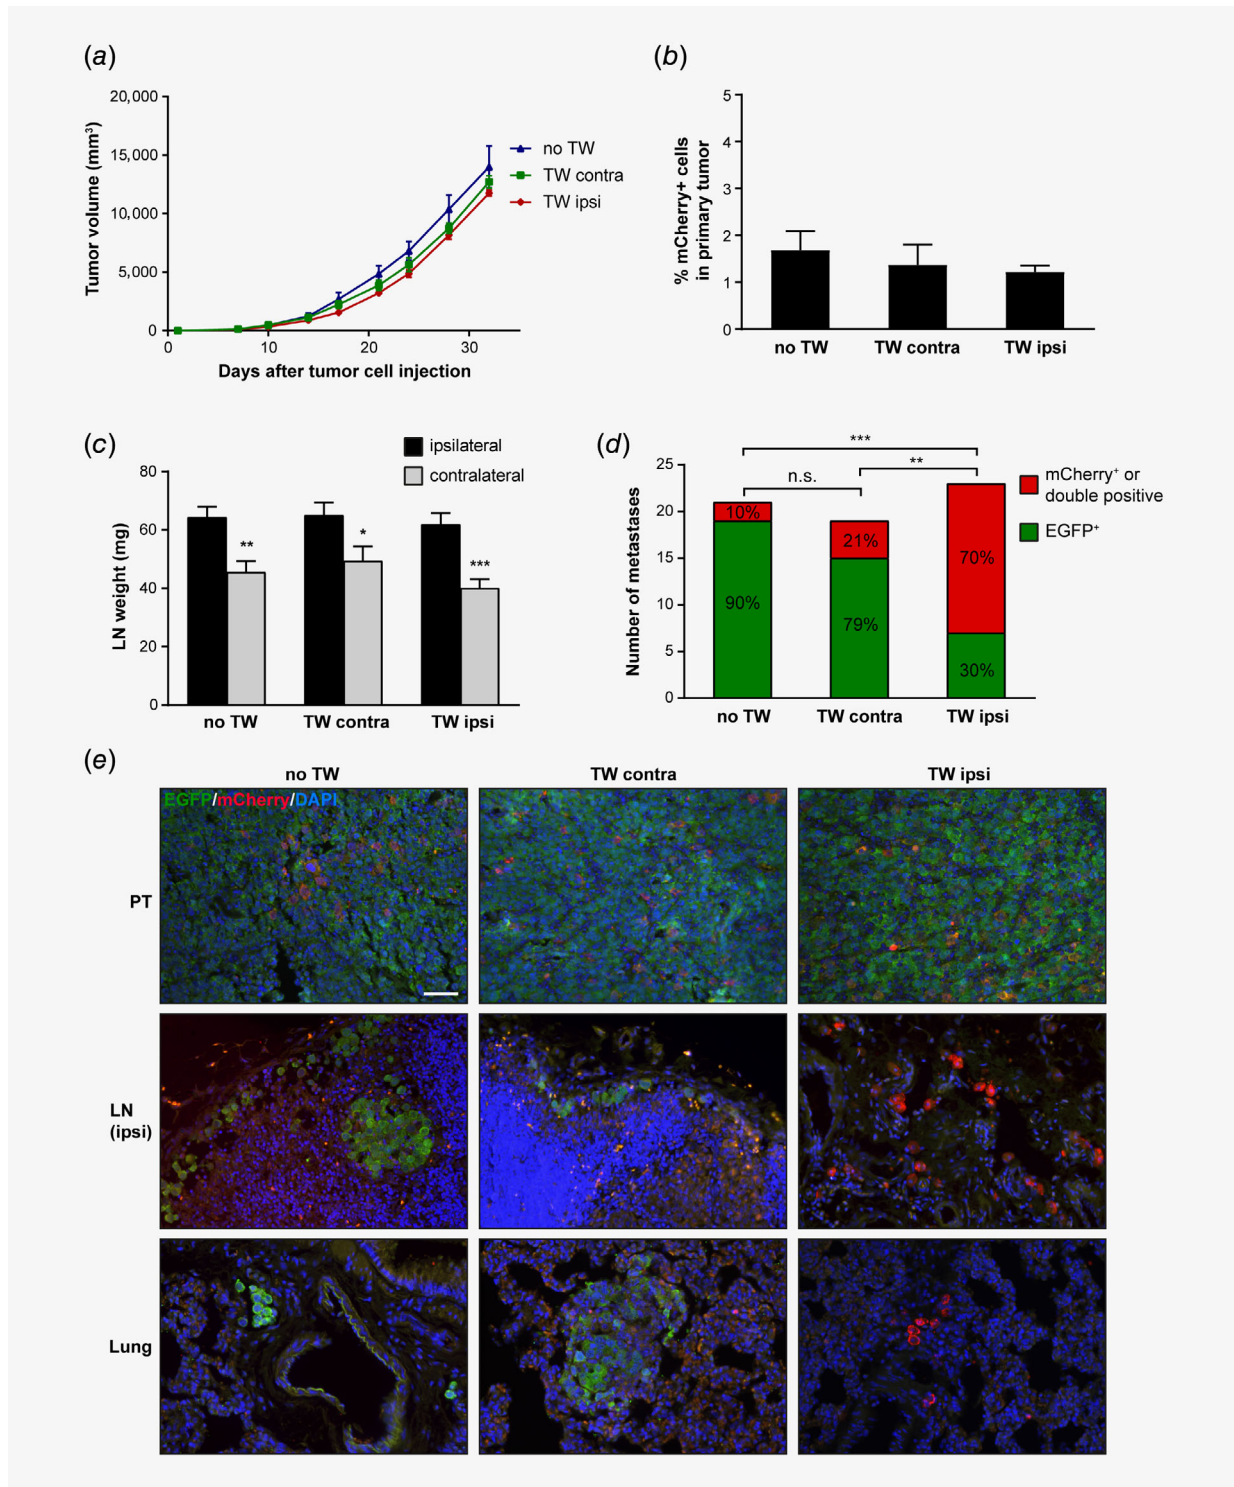 (a)
20,000
15,000
10,000
5,000
0
Tumor volume (mm³)
0 10 20 30
Days after tumor cell injection
no TW
TW contra
TW ipsi
(b)
5
4
3
2
1
0
% mCherry+ cells
in primary tumor
no TW TW contra TW ipsi
(c)
ipsilateral
contralateral
80
60
40
20
0
LN weight (mg)
** * ***
no TW TW contra TW ipsi
(d)
***
**
n.s.
25
20
15
10
5
0
Number of metastases
mCherry⁺ or
double positive
EGFP⁺
10%
90%
21%
79%
70%
30%
no TW TW contra TW ipsi
(e)
no TW TW contra TW ipsi
EGFP/mCherry/DAPI
PT
LN
(ipsi)
Lung